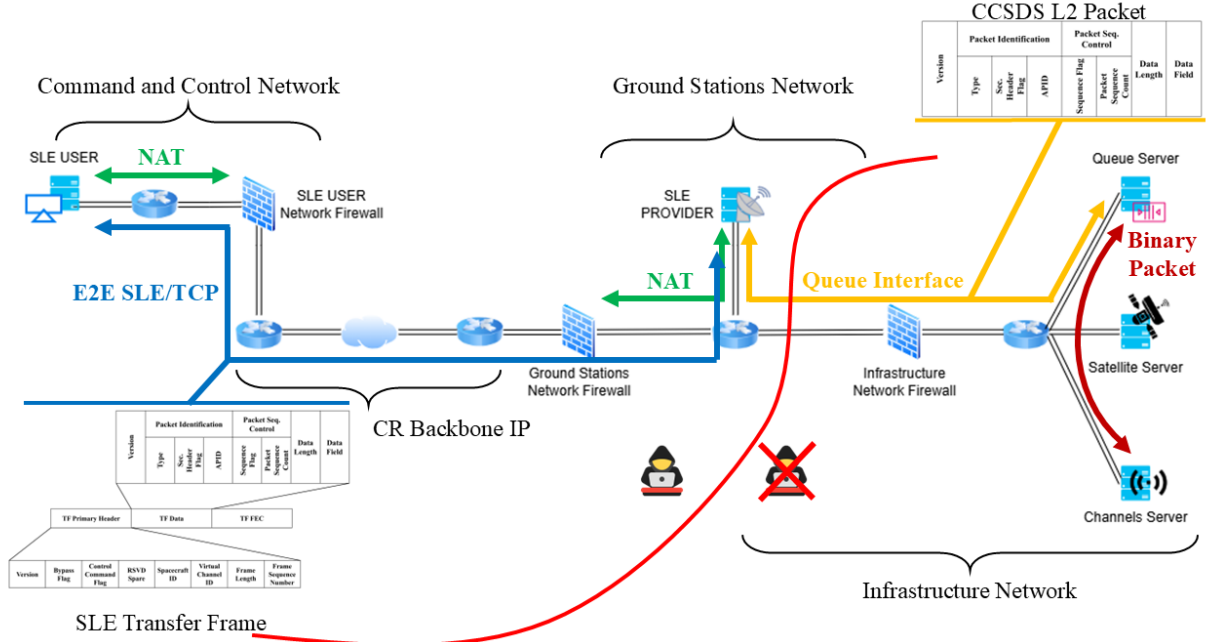 CCSDS L2 Packet
Version
Packet Identification
Packet Seq.
Control
Type
Sec.
Header
Flag
APID
Sequence Flag
Packet
Sequence
Count
Data
Length
Data
Field
Command and Control Network
Ground Stations Network
SLE USER
NAT
SLE USER
Network Firewall
SLE
PROVIDER
Queue Server
Binary
Packet
E2E SLE/TCP
NAT
Queue Interface
Ground Stations
Network Firewall
Infrastructure
Network Firewall
Satellite Server
CR Backbone IP
Version
Packet Identification
Packet Seq.
Control
Type
Sec.
Header
Flag
APID
Sequence
Flag
Packet
Sequence
Count
Data
Length
Data
Field
Channels Server
TF Primary Header
TF Data
TF FEC
Version
Bypass
Flag
Control
Command
Flag
RSVD
Spare
Spacecraft
ID
Virtual
Channel
ID
Frame
Length
Frame
Sequence
Number
Infrastructure Network
SLE Transfer Frame